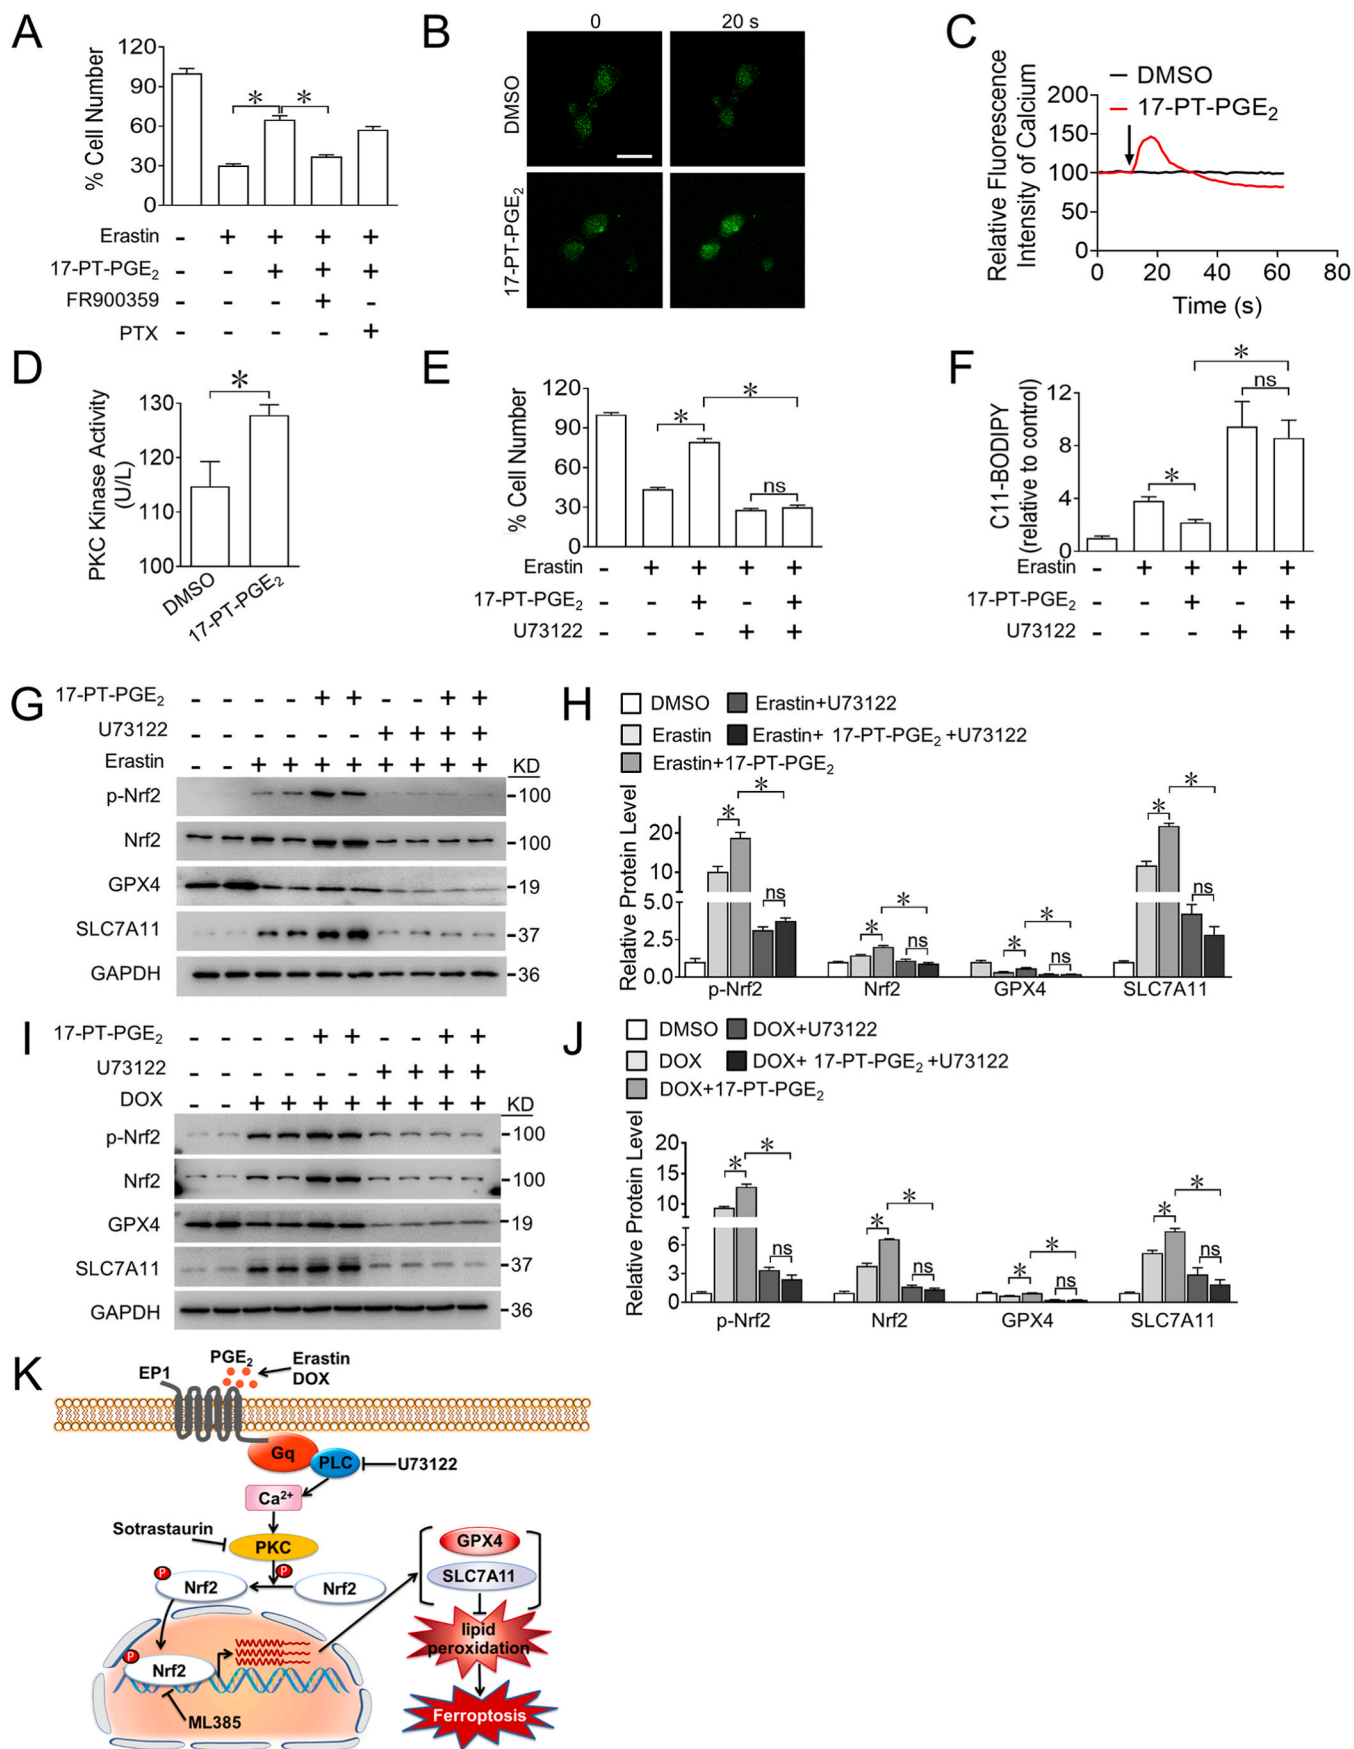 A
% Cell Number
120
90
60
30
0
* *
Erastin - + + + +
17-PT-PGE₂ - - + + +
FR900359 - - - + -
PTX - - - - +
B
0 20 s
DMSO
17-PT-PGE₂
C
Relative Fluorescence
Intensity of Calcium
DMSO
17-PT-PGE₂
200
150
100
50
0
0 20 40 60 80
Time (s)
D
PKC Kinase Activity
(U/L)
130
120
110
100
*
DMSO
17-PT-PGE₂
E
% Cell Number
120
90
60
30
0
* * ns
Erastin - + + + +
17-PT-PGE₂ - - + - +
U73122 - - - + +
F
C11-BODIPY
(relative to control)
12
8
4
0
* * ns
Erastin - + + + +
17-PT-PGE₂ - - + - +
U73122 - - - + +
G
17-PT-PGE₂ - - - - + + - - + +
U73122 - - - - - - + + + +
Erastin - - + + + + + + + +
KD
p-Nrf2 -100
Nrf2 -100
GPX4 -19
SLC7A11 -37
GAPDH -36
H
DMSO Erastin+U73122
Erastin Erastin+ 17-PT-PGE₂ +U73122
Erastin+17-PT-PGE₂
Relative Protein Level
20
10
5.0
2.5
0.0
* * ns
* * ns
* * ns
* * ns
p-Nrf2 Nrf2 GPX4 SLC7A11
I
17-PT-PGE₂ - - - - + + - - + +
U73122 - - - - - - + + + +
DOX - - + + + + + + + +
KD
p-Nrf2 -100
Nrf2 -100
GPX4 -19
SLC7A11 -37
GAPDH -36
J
DMSO DOX+U73122
DOX DOX+ 17-PT-PGE₂ +U73122
DOX+17-PT-PGE₂
Relative Protein Level
20
15
10
6
3
0
* * ns
* * ns
* * ns
* * ns
p-Nrf2 Nrf2 GPX4 SLC7A11
K
PGE₂
Erastin
DOX
EP1
Gq
PLC
U73122
Ca²⁺
Sotrastaurin
PKC
P
P
Nrf2
Nrf2
P
Nrf2
ML385
GPX4
SLC7A11
lipid
peroxidation
Ferroptosis